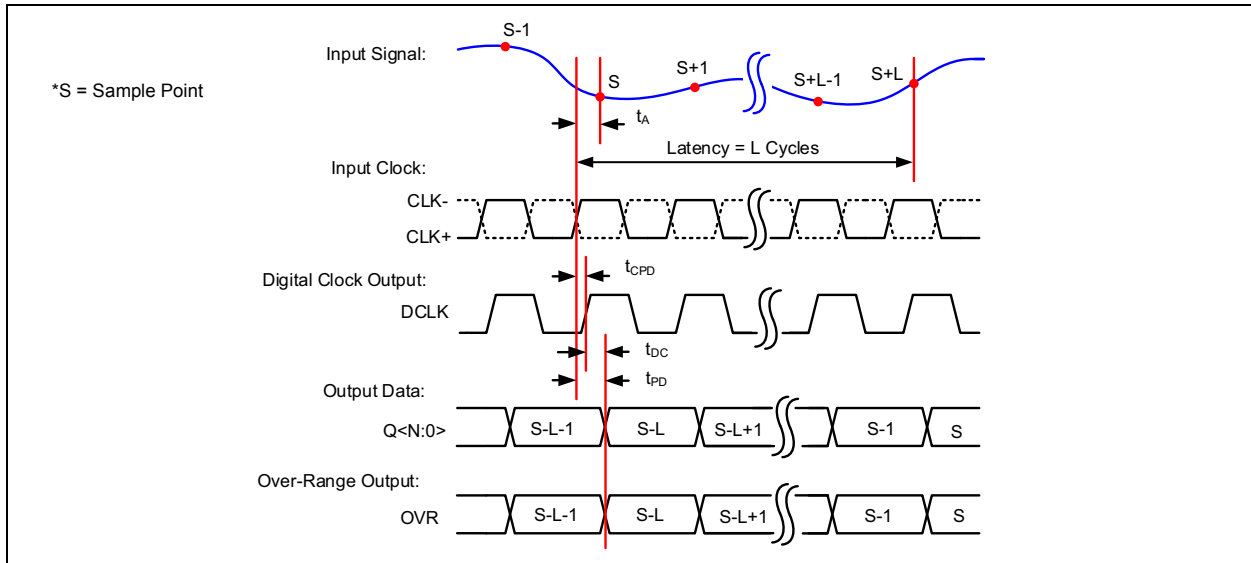 S-1
Input Signal:
*S = Sample Point
S
S+1
S+L-1
S+L
tA
Latency = L Cycles
Input Clock:
CLK-
CLK+
tCPD
Digital Clock Output:
DCLK
tDC
tPD
Output Data:
Q<N:0>
S-L-1
S-L
S-L+1
S-1
S
Over-Range Output:
OVR
S-L-1
S-L
S-L+1
S-1
S